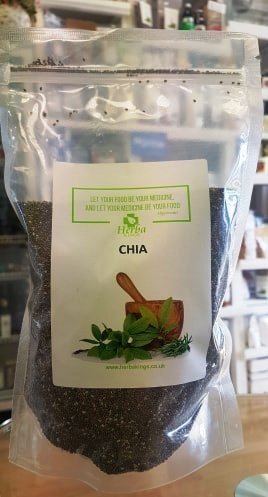 LET YOUR FOOD BE YOUR MEDICINE,
AND LET YOUR MEDICINE BE YOUR FOOD
Herba
CHIA
www.herbakings.co.uk